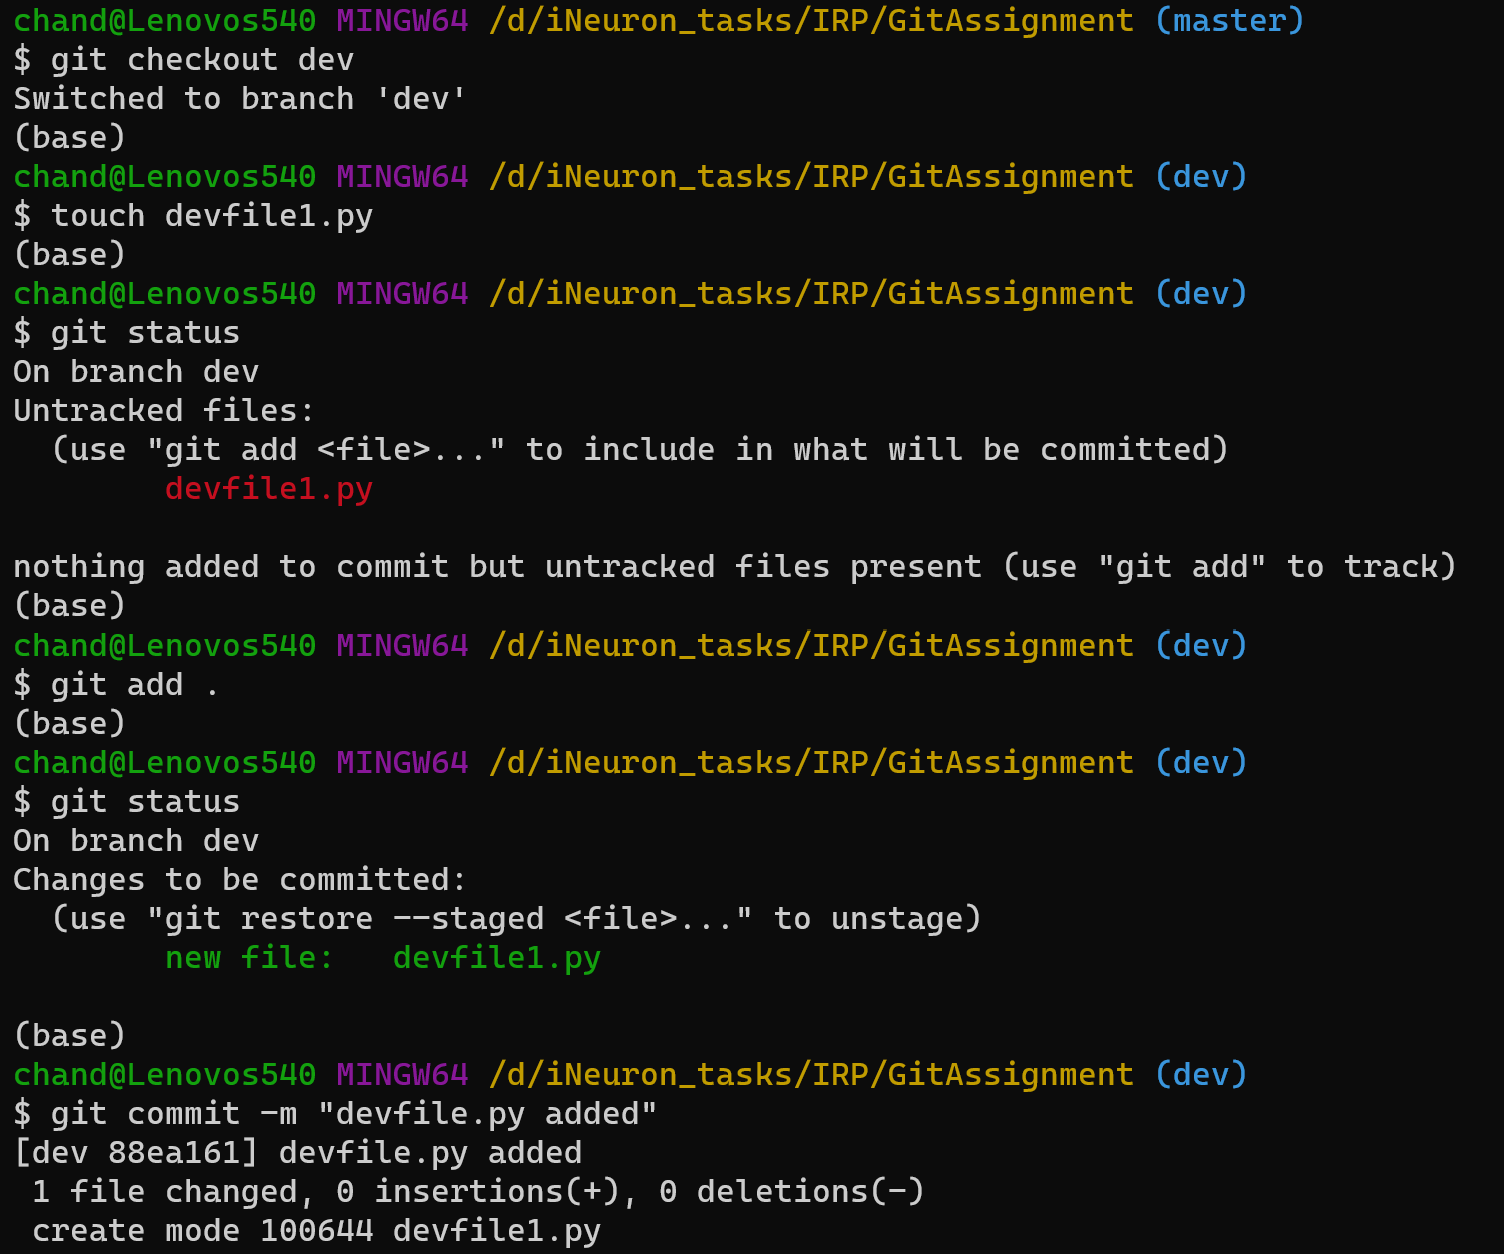 chand@Lenovos540 MINGW64 /d/iNeuron_tasks/IRP/GitAssignment (master)
$ git checkout dev
Switched to branch 'dev'
(base)
chand@Lenovos540 MINGW64 /d/iNeuron_tasks/IRP/GitAssignment (dev)
$ touch devfile1.py
(base)
chand@Lenovos540 MINGW64 /d/iNeuron_tasks/IRP/GitAssignment (dev)
$ git status
On branch dev
Untracked files:
  (use "git add <file>..." to include in what will be committed)
        devfile1.py

nothing added to commit but untracked files present (use "git add" to track)
(base)
chand@Lenovos540 MINGW64 /d/iNeuron_tasks/IRP/GitAssignment (dev)
$ git add .
(base)
chand@Lenovos540 MINGW64 /d/iNeuron_tasks/IRP/GitAssignment (dev)
$ git status
On branch dev
Changes to be committed:
  (use "git restore --staged <file>..." to unstage)
        new file:   devfile1.py

(base)
chand@Lenovos540 MINGW64 /d/iNeuron_tasks/IRP/GitAssignment (dev)
$ git commit -m "devfile.py added"
[dev 88ea161] devfile.py added
 1 file changed, 0 insertions(+), 0 deletions(-)
 create mode 100644 devfile1.py